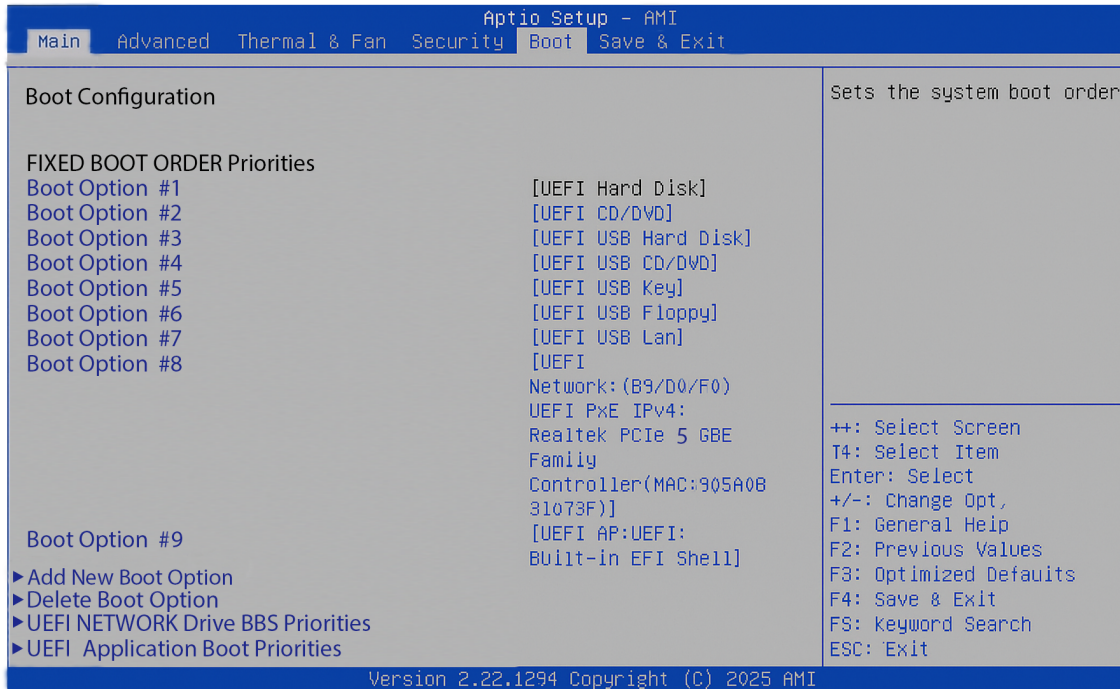 Aptio Setup – AMI
Main Advanced Thermal & Fan Security Boot Save & Exit
Boot Configuration
Sets the system boot order
FIXED BOOT ORDER Priorities
Boot Option #1 [UEFI Hard Disk]
Boot Option #2 [UEFI CD/DVD]
Boot Option #3 [UEFI USB Hard Disk]
Boot Option #4 [UEFI USB CD/DVD]
Boot Option #5 [UEFI USB Key]
Boot Option #6 [UEFI USB Floppy]
Boot Option #7 [UEFI USB Lan]
Boot Option #8 [UEFI
Network:(B9/D0/F0)
UEFI PxE IPv4:
Realtek PCIe 5 GBE
Famiiy
Controller(MAC:905A0B
31o73F)]
Boot Option #9 [UEFI AP:UEFI:
BUilt-in EFI Shell]
▸Add New Boot Option
▸Delete Boot Option
▸UEFI NETWORK Drive BBS Priorities
▸UEFI Application Boot Priorities
++: Seiect Screen
T4: Select Item
Enter: Select
+/-: Change Opt,
F1: General Heip
F2: Previous Values
F3: Optimized Defauits
F4: Save & Exit
FS: Keyword Search
ESC: Exit
Version 2.22.1294 Copyright (C) 2025 AMI